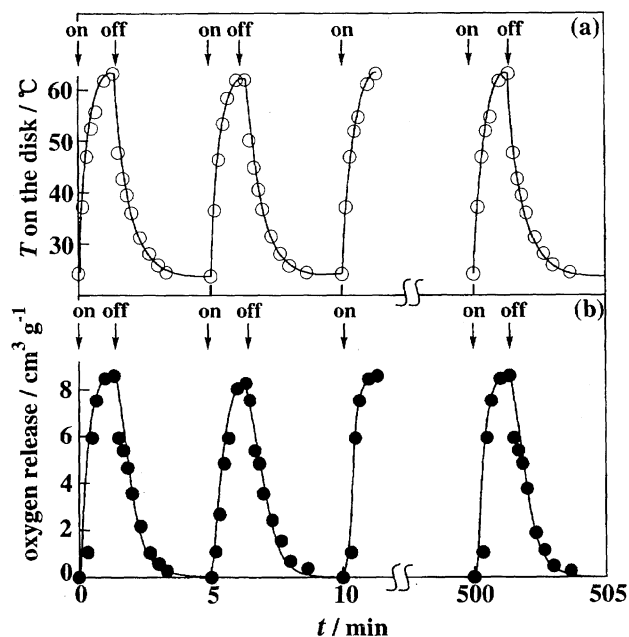 on off on off on on off (a)
T on the disk / ℃
60
50
40
30
on off on off on on off (b)
oxygen release / cm³ g⁻¹
8
6
4
2
0
0 5 10 500 505
t / min